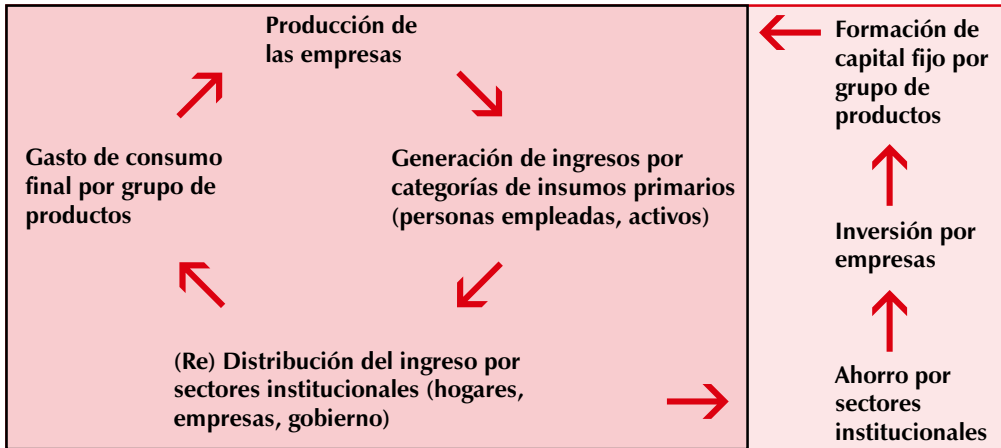 Producción de
las empresas
Formación de
capital fijo por
grupo de
productos
Gasto de consumo
final por grupo de
productos
Generación de ingresos por
categorías de insumos primarios
(personas empleadas, activos)
Inversión por
empresas
(Re) Distribución del ingreso por
sectores institucionales (hogares,
empresas, gobierno)
Ahorro por
sectores
institucionales